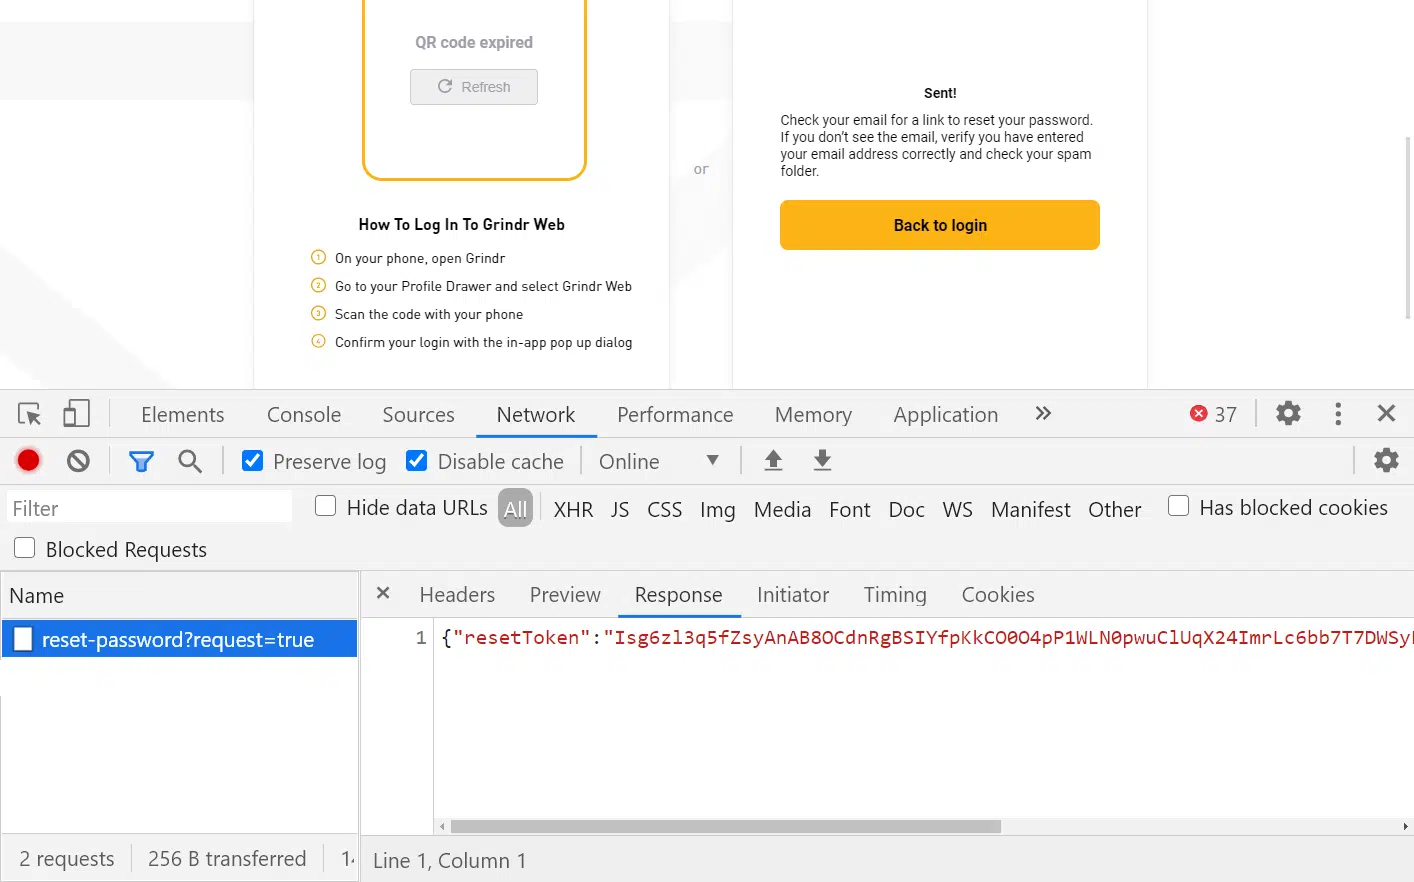 QR code expired
Refresh
How To Log In To Grindr Web
1 On your phone, open Grindr
2 Go to your Profile Drawer and select Grindr Web
3 Scan the code with your phone
4 Confirm your login with the in-app pop up dialog
or
Sent!
Check your email for a link to reset your password.
If you don't see the email, verify you have entered
your email address correctly and check your spam
folder.
Back to login
Elements Console Sources Network Performance Memory Application » 37
Preserve log Disable cache Online
Filter Hide data URLs All XHR JS CSS Img Media Font Doc WS Manifest Other Has blocked cookies
Blocked Requests
Name
reset-password?request=true
2 requests 256 B transferred
Headers Preview Response Initiator Timing Cookies
1 {"resetToken":"Isg6zl3q5fZsyAnAB8OCdnRgBSIYfpKkCO0O4pP1WLN0pwuClUqX24ImrLc6bb7T7DWSy
Line 1, Column 1